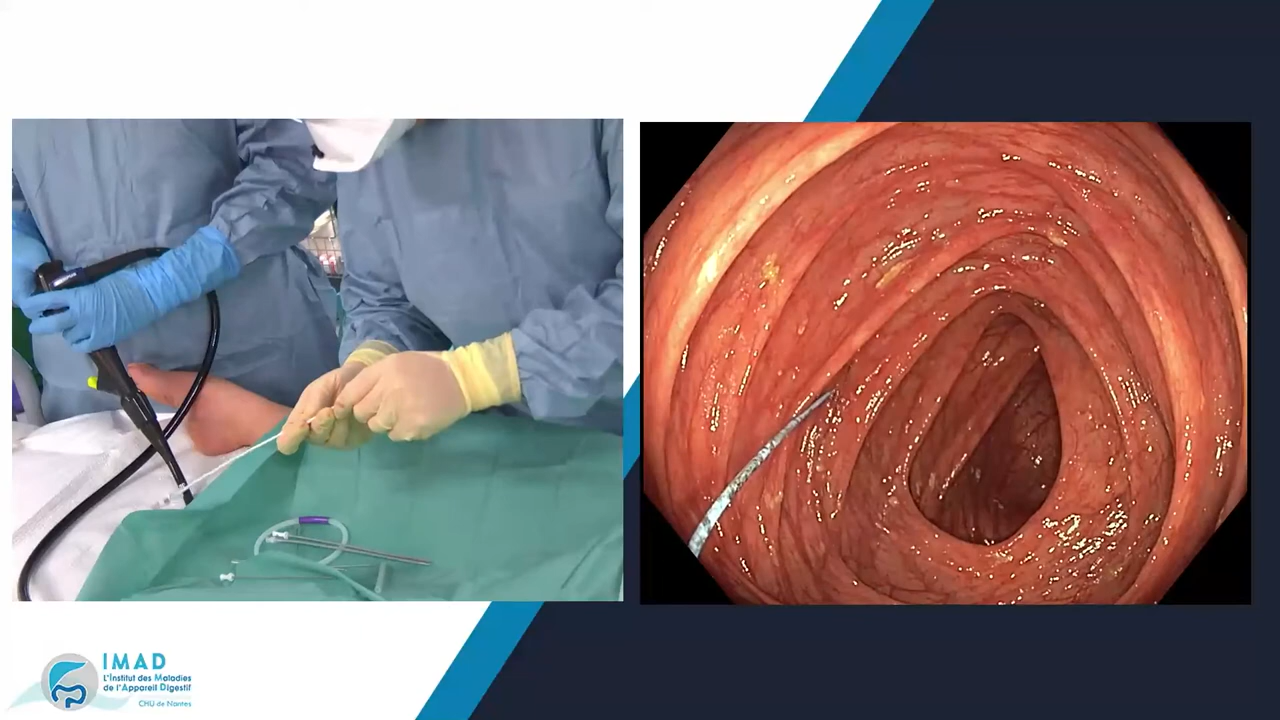 IMAD
L'Institut des Maladies
de l'Appareil Digestif
CHU de Nantes